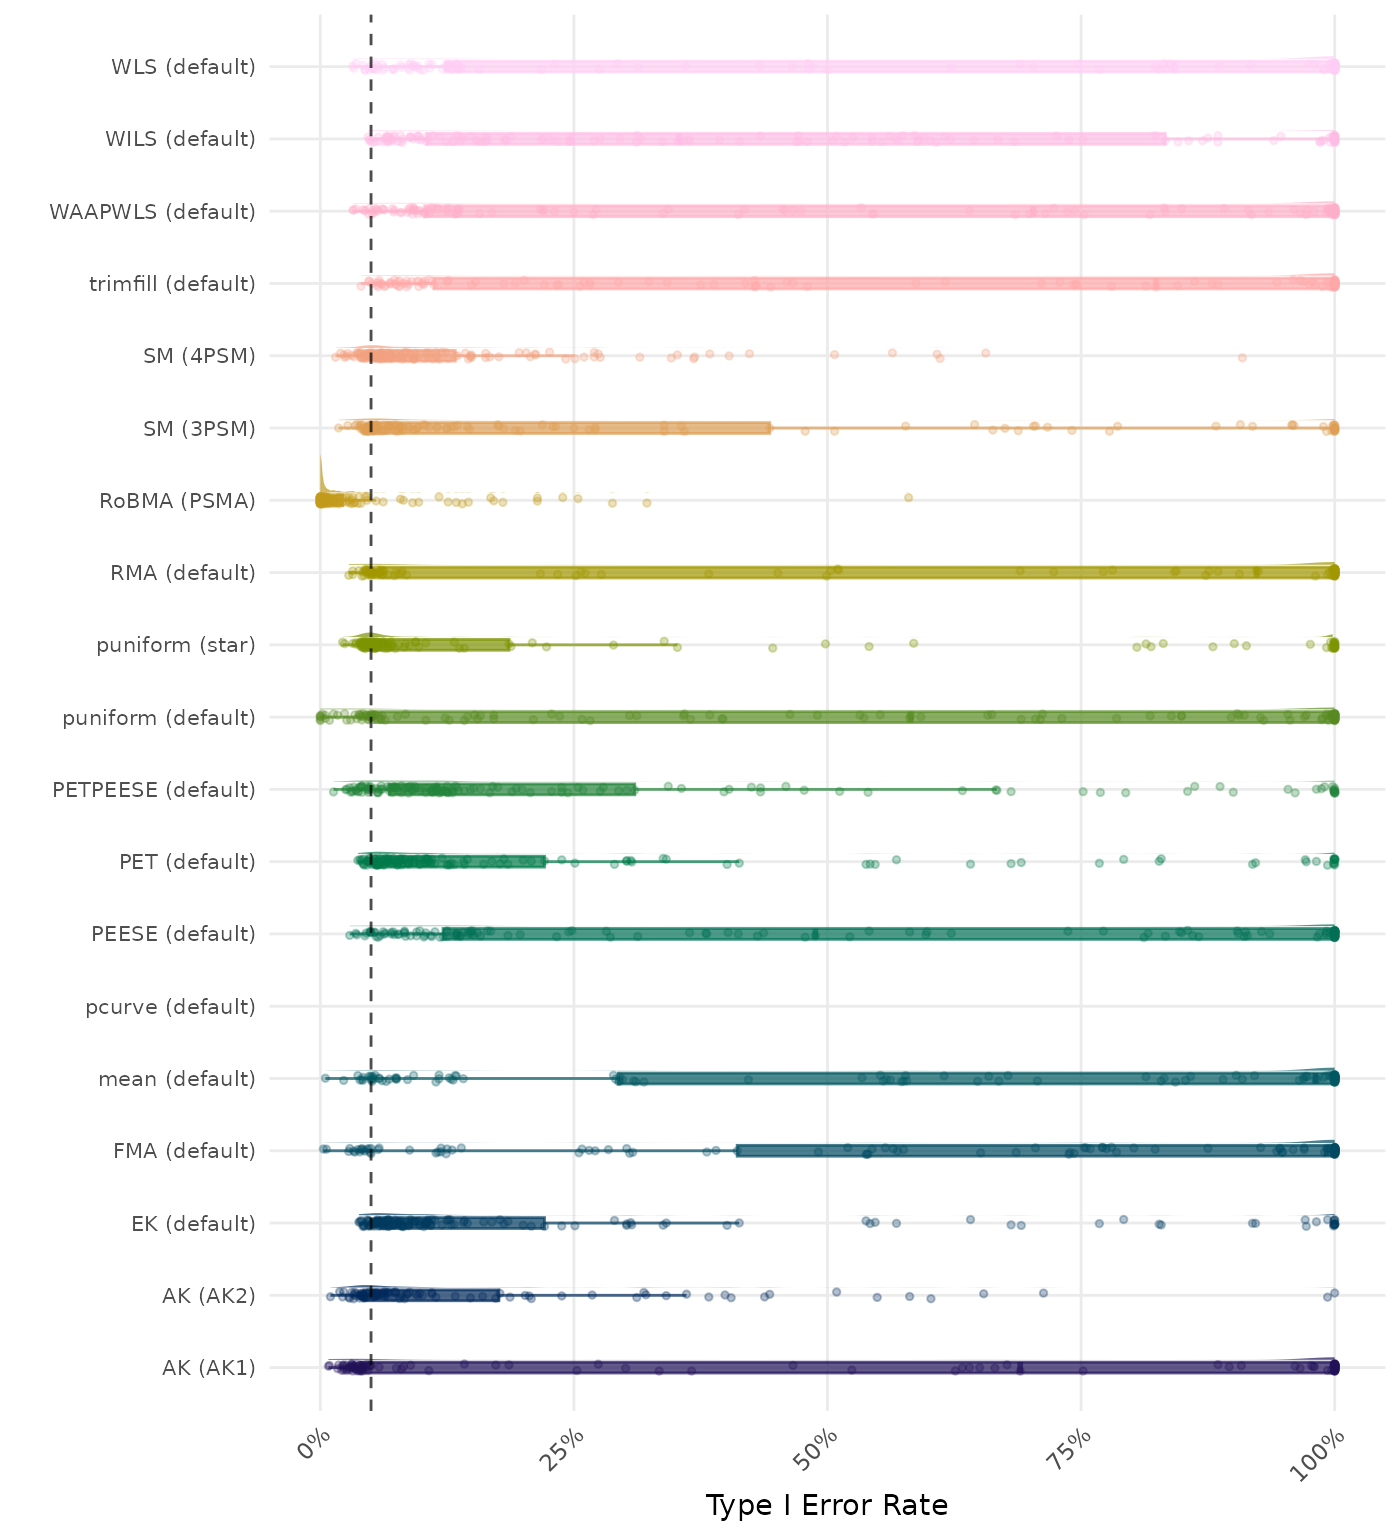 WLS (default)
WILS (default)
WAAPWLS (default)
trimfill (default)
SM (4PSM)
SM (3PSM)
RoBMA (PSMA)
RMA (default)
puniform (star)
puniform (default)
PETPEESE (default)
PET (default)
PEESE (default)
pcurve (default)
mean (default)
FMA (default)
EK (default)
AK (AK2)
AK (AK1)
0% 25% 50% 75% 100%
Type I Error Rate